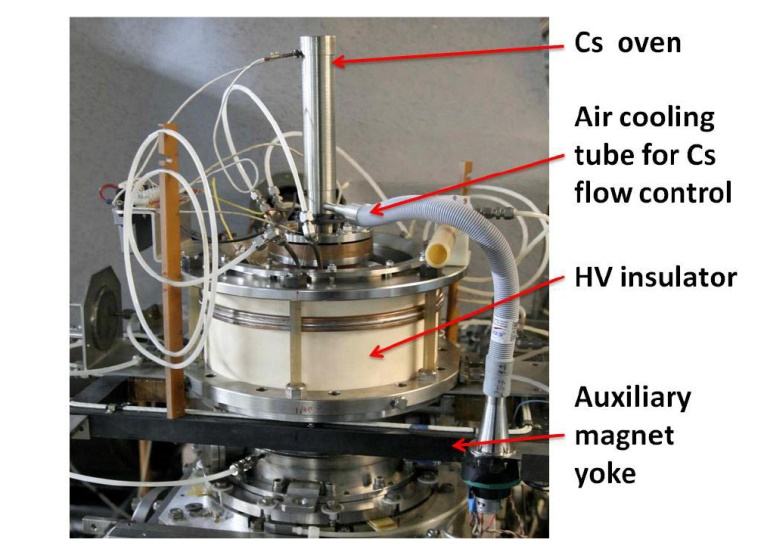 Cs oven
Air cooling
tube for Cs
flow control
HV insulator
Auxiliary
magnet
yoke